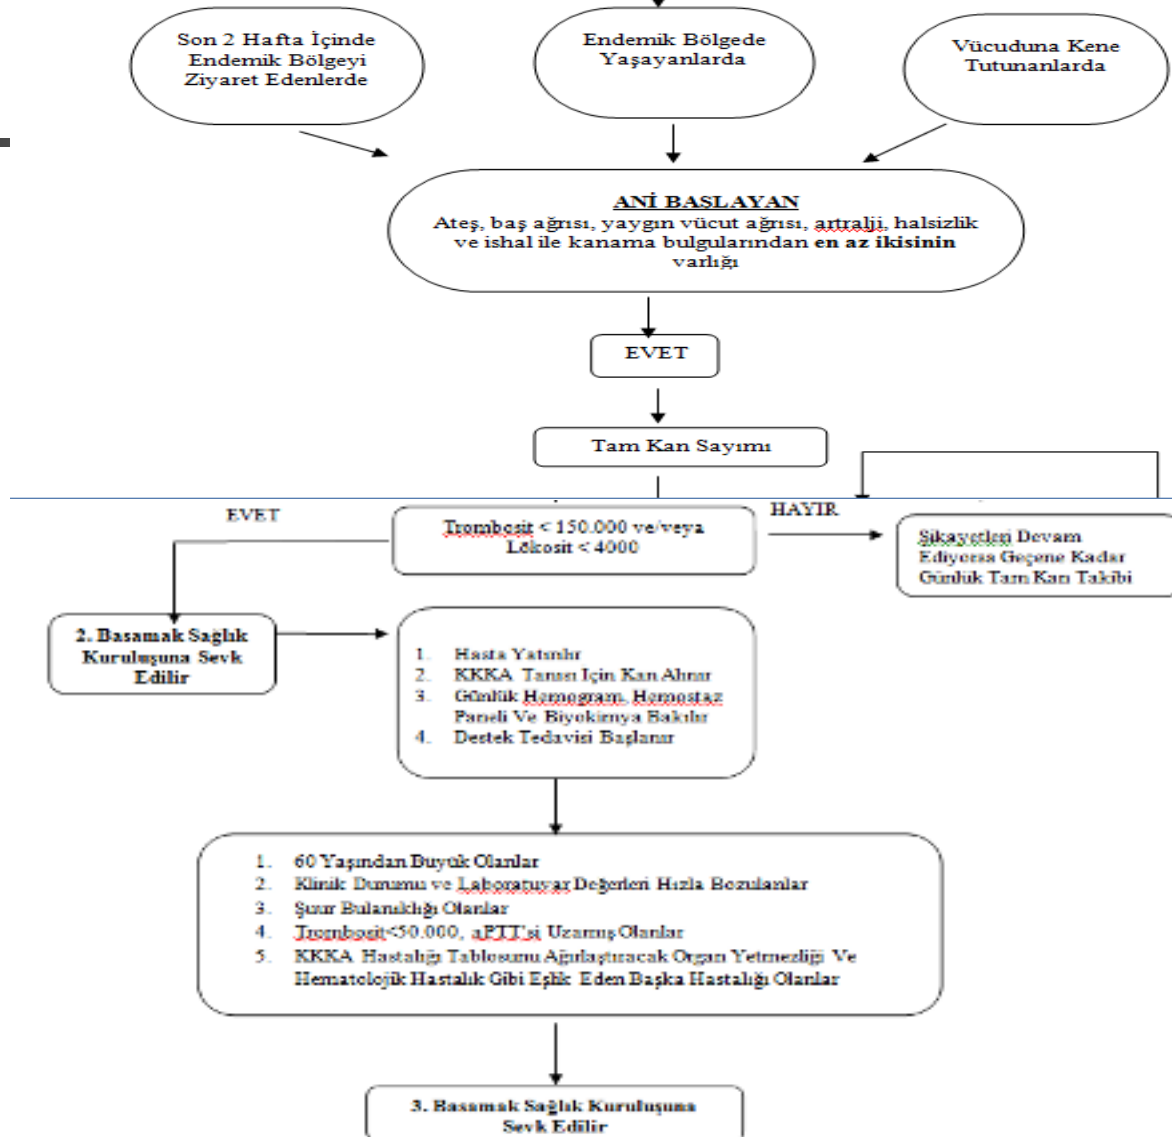 Son 2 Hafta İçinde
Endemik Bölgeyi
Ziyaret Edenlerde
Endemik Bölgede
Yaşayanlarda
Vücuduna Kene
Tutunanlarda
ANİ BAŞLAYAN
Ateş, baş ağrısı, yaygın vücut ağrısı, artralji, halsizlik
ve ishal ile kanama bulgularından en az ikisinin
varlığı
EVET
Tam Kan Sayımı
EVET
Trombosit < 150.000 ve/veya
Lökosit < 4000
HAYIR
Şikayetleri Devam
Ediyorsa Geçene Kadar
Günlük Tam Kan Takibi
2. Basamak Sağlık
Kuruluşuna Sevk
Edilir
1. Hasta Yatırılır
2. KKKA Tanısı İçin Kan Alınır
3. Günlük Hemogram, Hemostaz
Paneli Ve Biyokimya Bakılır
4. Destek Tedavisi Başlanır
1. 60 Yaşından Büyük Olanlar
2. Klinik Durumu ve Laboratuvar Değerleri Hızla Bozulanlar
3. Şuur Bulanıklığı Olanlar
4. Trombosit<50.000, aPTT'si Uzamış Olanlar
5. KKKA Hastalığı Tablosunu Ağırlaştıracak Organ Yetmezliği Ve
Hematolojik Hastalık Gibi Eşlik Eden Başka Hastalığı Olanlar
3. Basamak Sağlık Kuruluşuna
Sevk Edilir